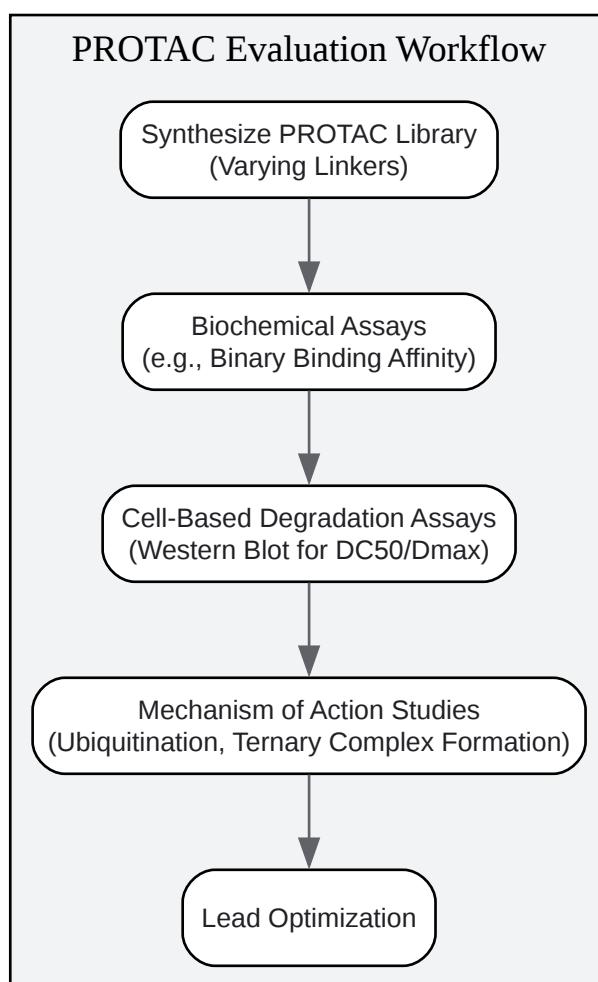 PROTAC Evaluation Workflow
Synthesize PROTAC Library
(Varying Linkers)
Biochemical Assays
(e.g., Binary Binding Affinity)
Cell-Based Degradation Assays
(Western Blot for DC50/Dmax)
Mechanism of Action Studies
(Ubiquitination, Ternary Complex Formation)
Lead Optimization